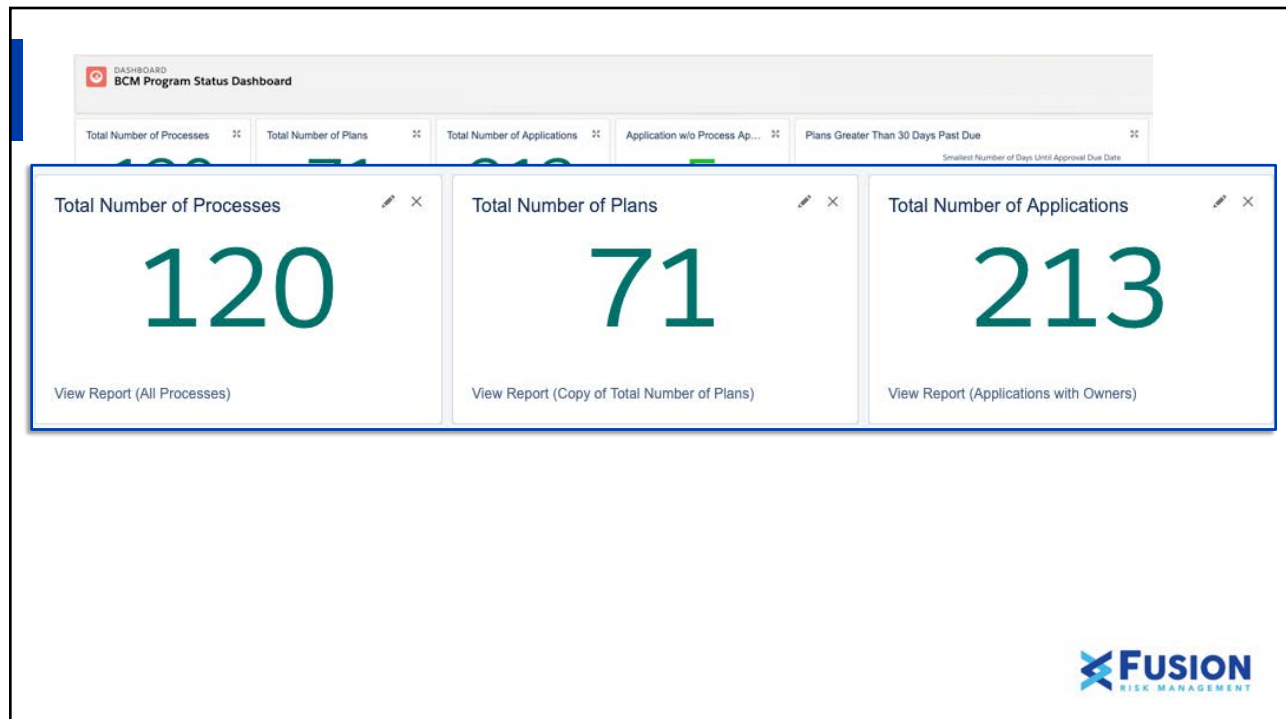 DASHBOARD
BCM Program Status Dashboard
Total Number of Processes
Total Number of Plans
Total Number of Applications
Application w/o Process Ap...
Plans Greater Than 30 Days Past Due
Smallest Number of Days Until Approval Due Date
Total Number of Processes
120
View Report (All Processes)
Total Number of Plans
71
View Report (Copy of Total Number of Plans)
Total Number of Applications
213
View Report (Applications with Owners)
FUSION
RISK MANAGEMENT